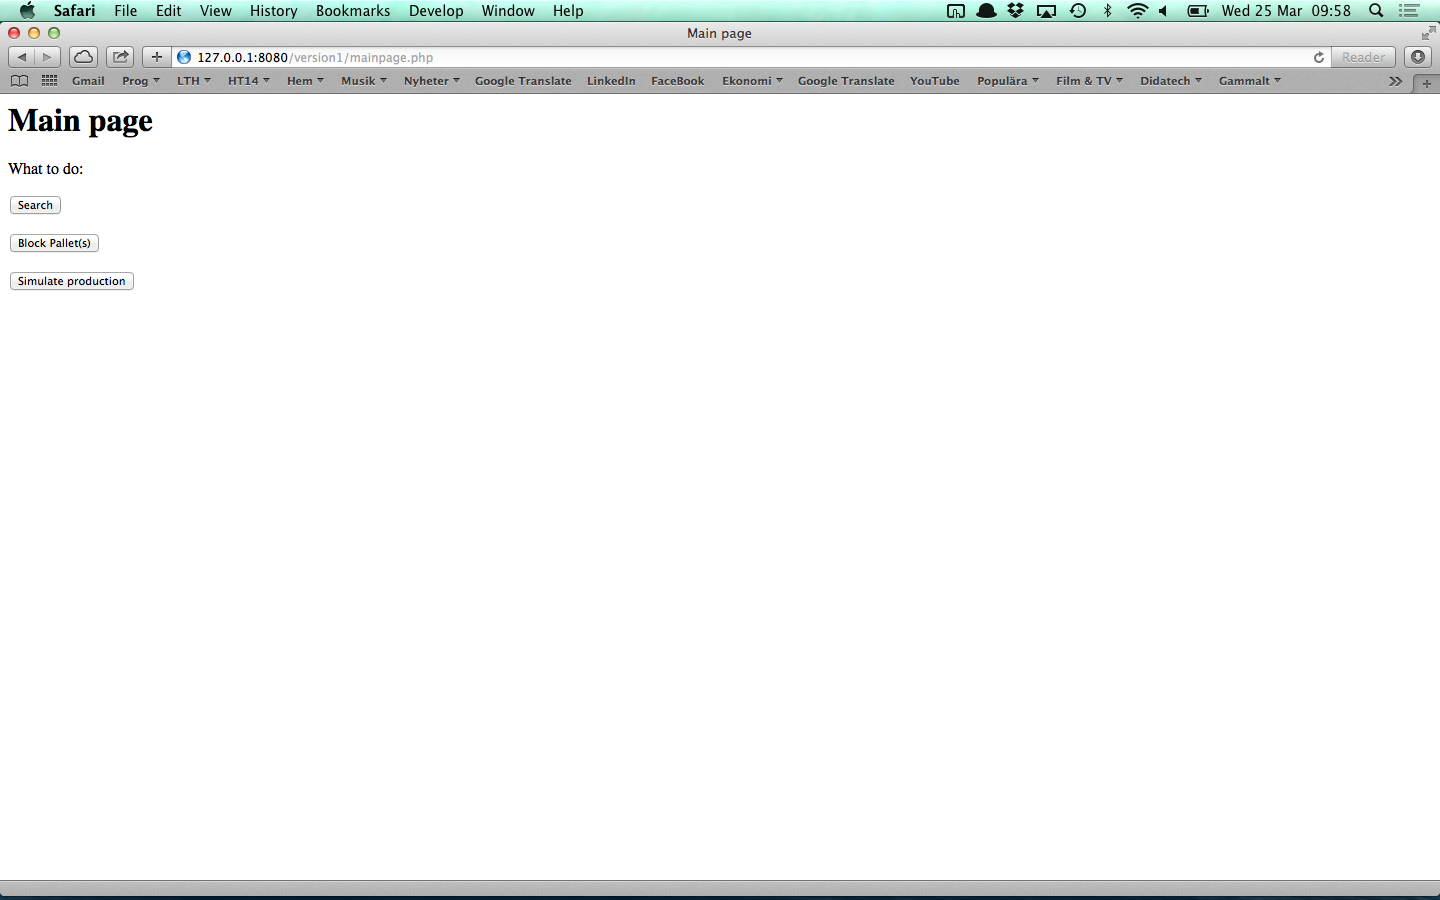 Safari File Edit View History Bookmarks Develop Window Help Wed 25 Mar 09:58
Main page
127.0.0.1:8080/version1/mainpage.php Reader
Gmail Prog LTH HT14 Hem Musik Nyheter Google Translate LinkedIn FaceBook Ekonomi Google Translate YouTube Populära Film & TV Didatech Gammalt
Main page
What to do:
Search
Block Pallet(s)
Simulate production